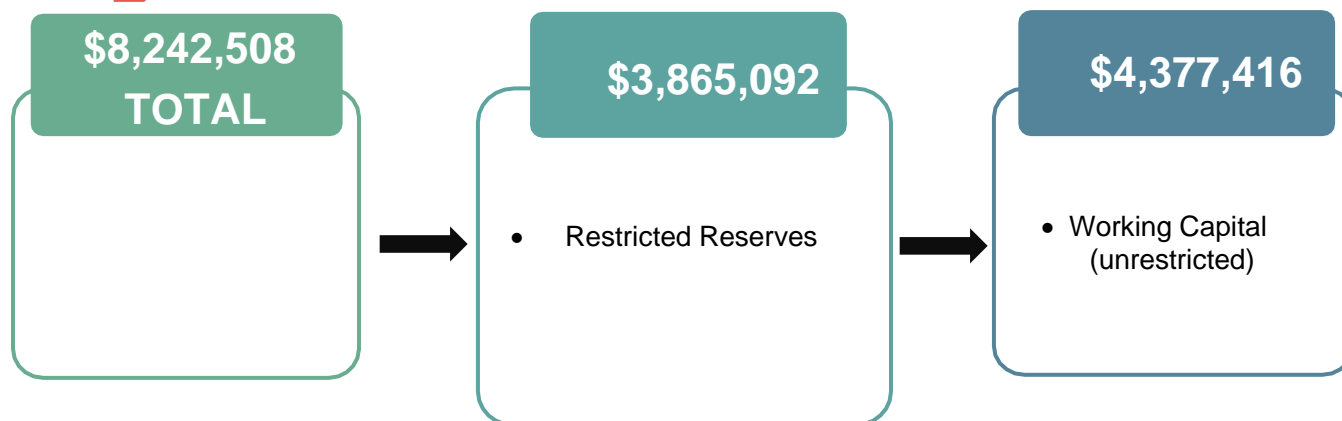 $8,242,508
TOTAL
$3,865,092
• Restricted Reserves
$4,377,416
• Working Capital
(unrestricted)